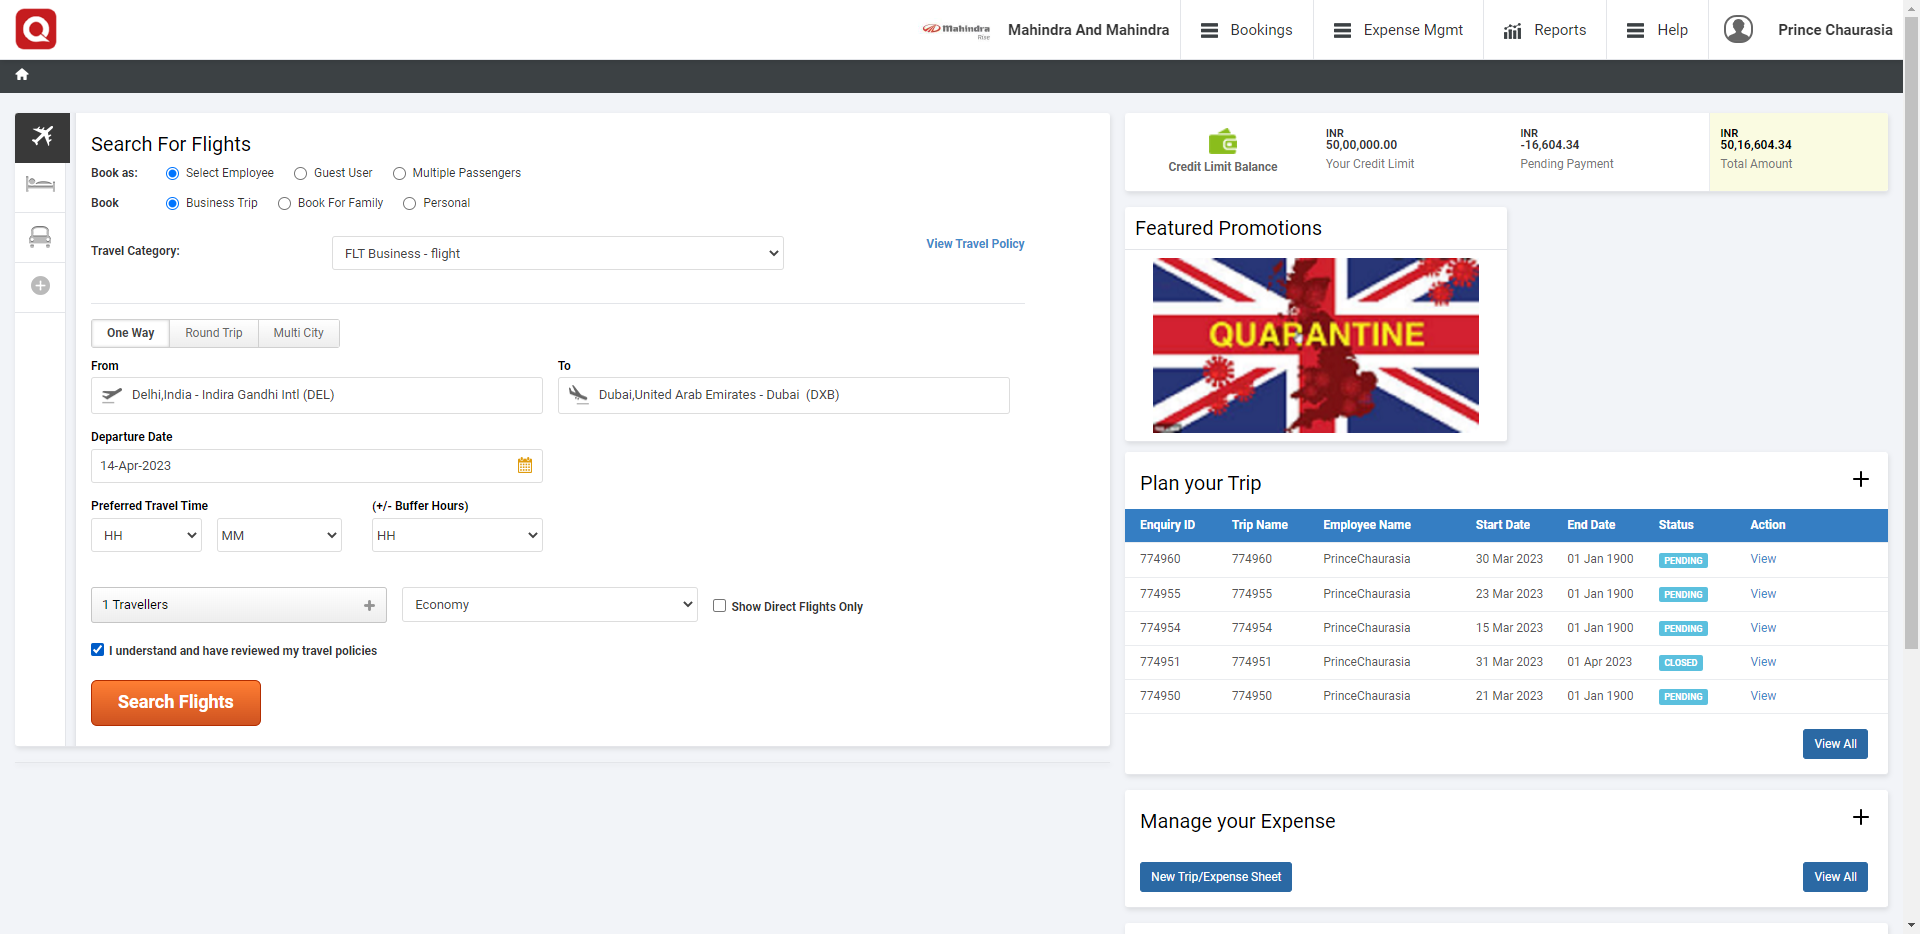 Q
Mahindra
Rise
Mahindra And Mahindra
Bookings
Expense Mgmt
Reports
Help
Prince Chaurasia
Search For Flights
Book as: Select Employee Guest User Multiple Passengers
Book Business Trip Book For Family Personal
Travel Category: FLT Business - flight View Travel Policy
One Way Round Trip Multi City
From To
Delhi,India - Indira Gandhi Intl (DEL) Dubai,United Arab Emirates - Dubai (DXB)
Departure Date
14-Apr-2023
Preferred Travel Time (+/- Buffer Hours)
HH MM HH
1 Travellers Economy Show Direct Flights Only
I understand and have reviewed my travel policies
Search Flights
Credit Limit Balance
INR
50,00,000.00
Your Credit Limit
INR
-16,604.34
Pending Payment
INR
50,16,604.34
Total Amount
Featured Promotions
QUARANTINE
Plan your Trip
Enquiry ID Trip Name Employee Name Start Date End Date Status Action
774960 774960 PrinceChaurasia 30 Mar 2023 01 Jan 1900 PENDING View
774955 774955 PrinceChaurasia 23 Mar 2023 01 Jan 1900 PENDING View
774954 774954 PrinceChaurasia 15 Mar 2023 01 Jan 1900 PENDING View
774951 774951 PrinceChaurasia 31 Mar 2023 01 Apr 2023 CLOSED View
774950 774950 PrinceChaurasia 21 Mar 2023 01 Jan 1900 PENDING View
View All
Manage your Expense
New Trip/Expense Sheet View All